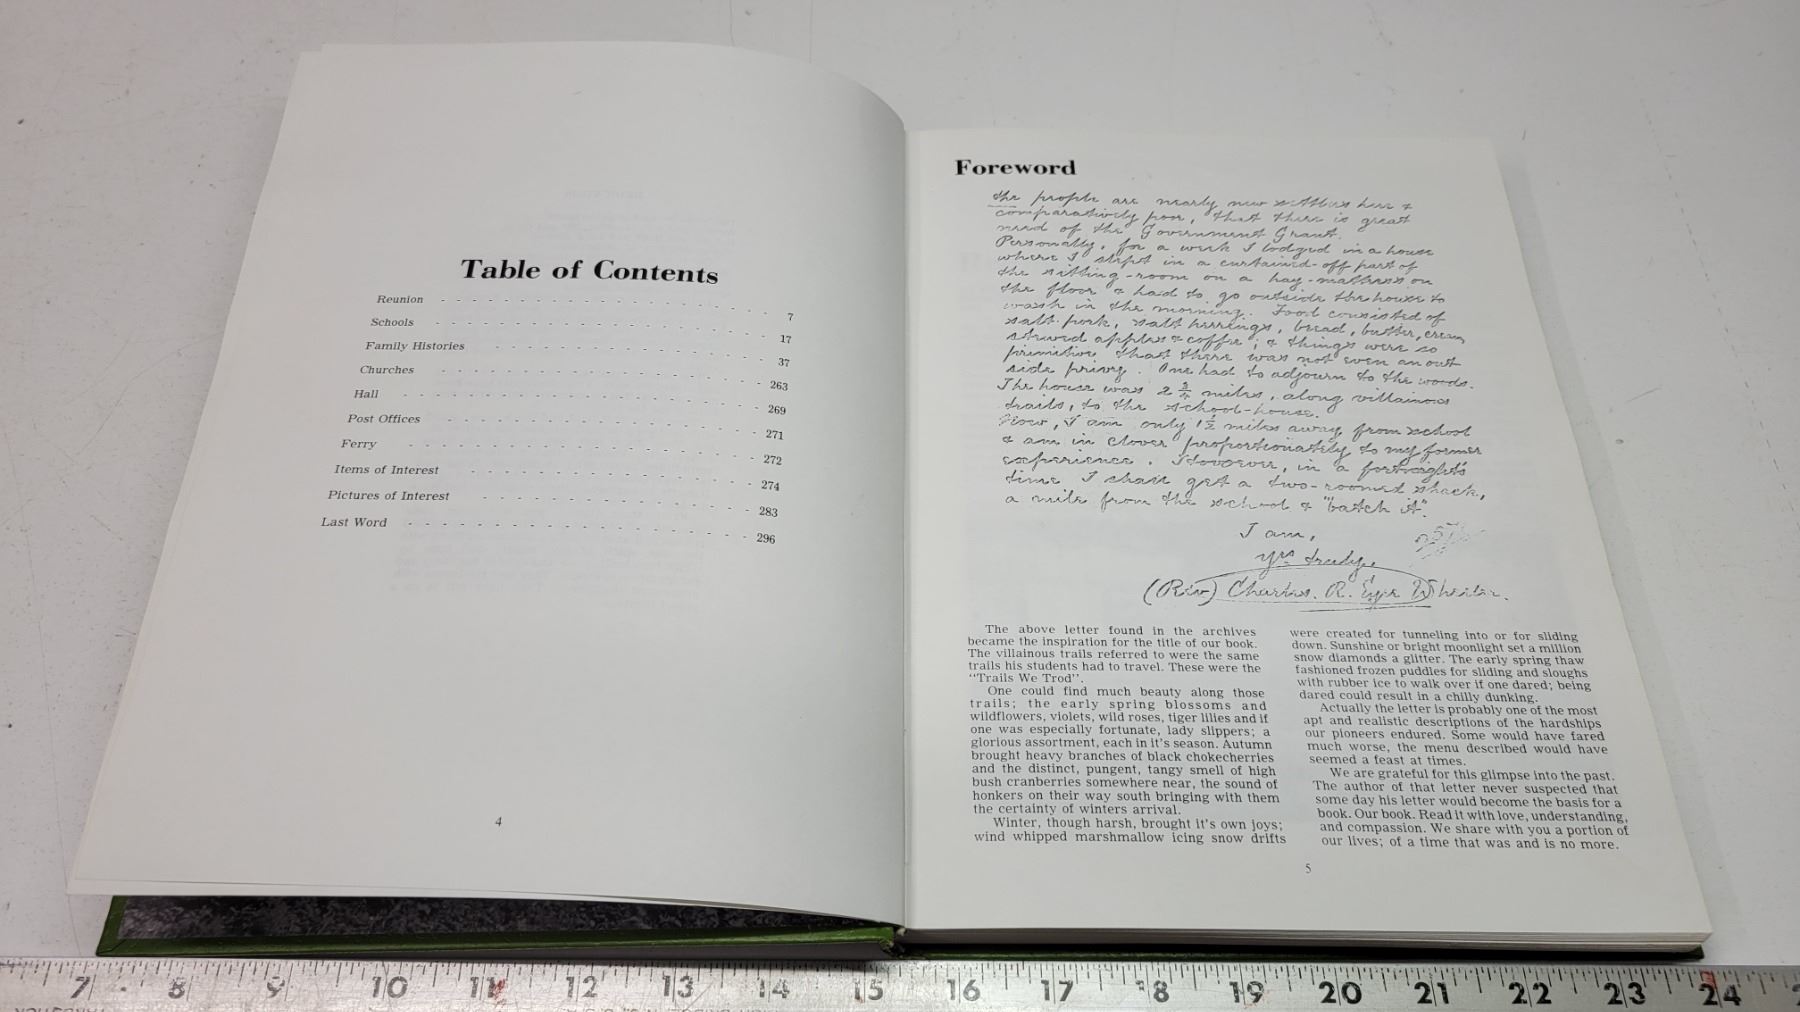 Table of Contents
Reunion - - - - - - - - - - - - - - - - - - - - - - 7
Schools - - - - - - - - - - - - - - - - - - - - - - 17
Family Histories - - - - - - - - - - - - - - - - - - 37
Churches - - - - - - - - - - - - - - - - - - - - - 263
Hall - - - - - - - - - - - - - - - - - - - - - - - 269
Post Offices - - - - - - - - - - - - - - - - - - - - 271
Ferry - - - - - - - - - - - - - - - - - - - - - - 272
Items of Interest - - - - - - - - - - - - - - - - - - 274
Pictures of Interest - - - - - - - - - - - - - - - - - 283
Last Word - - - - - - - - - - - - - - - - - - - - - 296
4
Foreword
the people are nearly new settlers here &
comparatively poor, that there is great
need of the Government Grant.
Personally, for a week I lodged in a house
where I slept in a curtained-off part of
the sitting-room on a hay-mattress on
the floor & had to go outside the house to
wash in the morning. Food consisted of
salt pork, salt herrings, bread, butter, cream
stewed apples & coffee; & things were so
primitive that there was not even an out
side privy. One had to adjourn to the woods.
The house was 2 3/4 miles, along villainous
trails, to the school-house.
Now, I am only 1 1/2 miles away from school
& am in clover proportionately to my former
experience. However, in a fortnight's
time I shall get a two-roomed shack,
a mile from the school & "batch it".
I am,
yrs truly,
(Rev) Charles. R. Eyre Wheeler.
The above letter found in the archives
became the inspiration for the title of our book.
The villainous trails referred to were the same
trails his students had to travel. These were the
"Trails We Trod".
One could find much beauty along those
trails; the early spring blossoms and
wildflowers, violets, wild roses, tiger lilies and if
one was especially fortunate, lady slippers; a
glorious assortment, each in it's season. Autumn
brought heavy branches of black chokecherries
and the distinct, pungent, tangy smell of high
bush cranberries somewhere near, the sound of
honkers on their way south bringing with them
the certainty of winters arrival.
Winter, though harsh, brought it's own joys;
wind whipped marshmallow icing snow drifts
were created for tunneling into or for sliding
down. Sunshine or bright moonlight set a million
snow diamonds a glitter. The early spring thaw
fashioned frozen puddles for sliding and sloughs
with rubber ice to walk over if one dared; being
dared could result in a chilly dunking.
Actually the letter is probably one of the most
apt and realistic descriptions of the hardships
our pioneers endured. Some would have fared
much worse, the menu described would have
seemed a feast at times.
We are grateful for this glimpse into the past.
The author of that letter never suspected that
some day his letter would become the basis for a
book. Our book. Read it with love, understanding,
and compassion. We share with you a portion of
our lives; of a time that was and is no more.
5
7 8 9 10 11 12 13 14 15 16 17 18 19 20 21 22 23 24